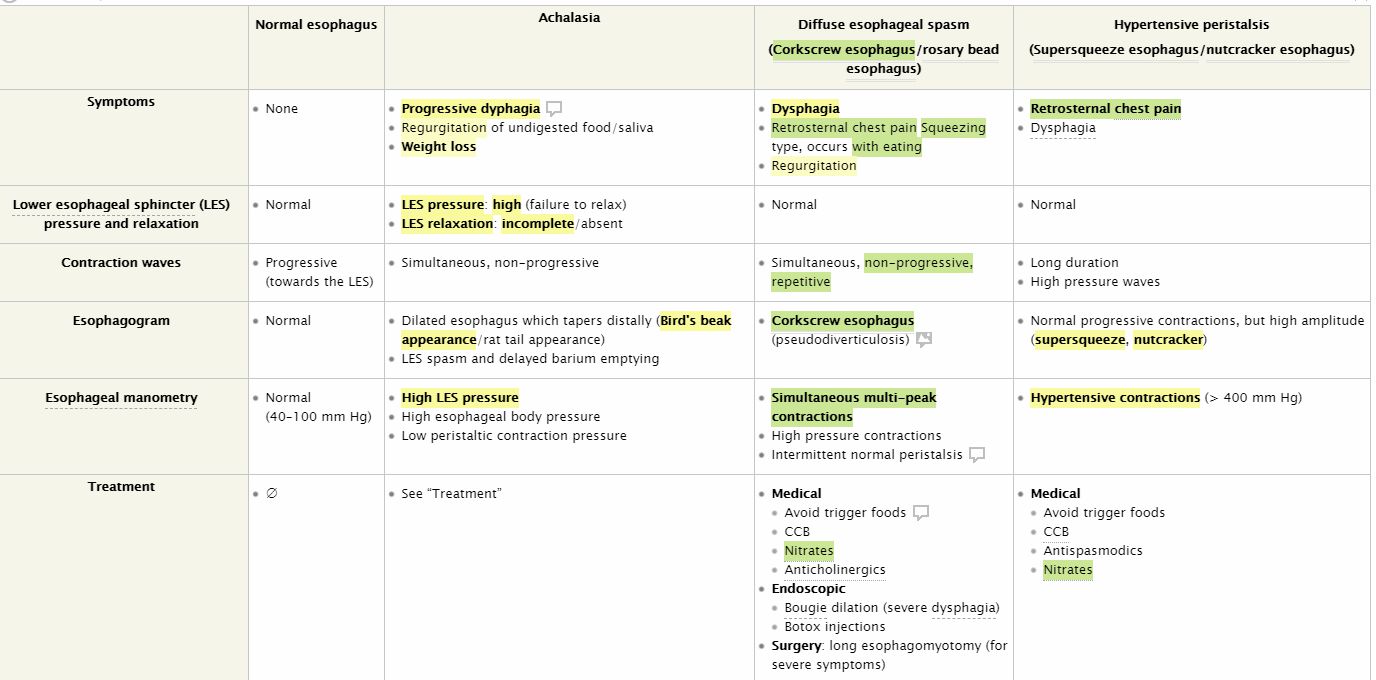 Normal esophagus
Achalasia
Diffuse esophageal spasm
(Corkscrew esophagus/rosary bead
esophagus)
Hypertensive peristalsis
(Supersqueeze esophagus/nutcracker esophagus)
Symptoms
None
Progressive dyphagia
Regurgitation of undigested food/saliva
Weight loss
Dysphagia
Retrosternal chest pain Squeezing
type, occurs with eating
Regurgitation
Retrosternal chest pain
Dysphagia
Lower esophageal sphincter (LES)
pressure and relaxation
Normal
LES pressure: high (failure to relax)
LES relaxation: incomplete/absent
Normal
Normal
Contraction waves
Progressive
(towards the LES)
Simultaneous, non-progressive
Simultaneous, non-progressive,
repetitive
Long duration
High pressure waves
Esophagogram
Normal
Dilated esophagus which tapers distally (Bird's beak
appearance/rat tail appearance)
LES spasm and delayed barium emptying
Corkscrew esophagus
(pseudodiverticulosis)
Normal progressive contractions, but high amplitude
(supersqueeze, nutcracker)
Esophageal manometry
Normal
(40–100 mm Hg)
High LES pressure
High esophageal body pressure
Low peristaltic contraction pressure
Simultaneous multi-peak
contractions
High pressure contractions
Intermittent normal peristalsis
Hypertensive contractions (> 400 mm Hg)
Treatment
∅
See “Treatment”
Medical
Avoid trigger foods
CCB
Nitrates
Anticholinergics
Endoscopic
Bougie dilation (severe dysphagia)
Botox injections
Surgery: long esophagomyotomy (for
severe symptoms)
Medical
Avoid trigger foods
CCB
Antispasmodics
Nitrates